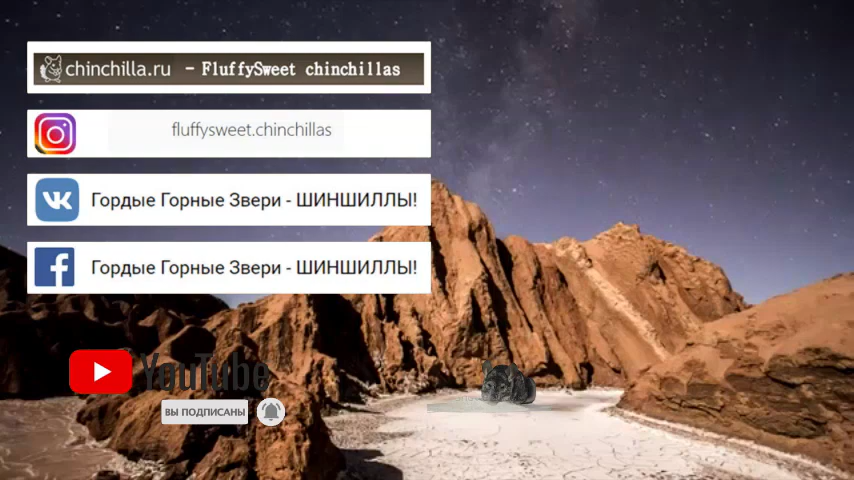 chinchilla.ru - FluffySweet chinchillas
fluffysweet.chinchillas
Гордые Горные Звери - ШИНШИЛЛЫ!
Гордые Горные Звери - ШИНШИЛЛЫ!
YouTube
ВЫ ПОДПИСАНЫ